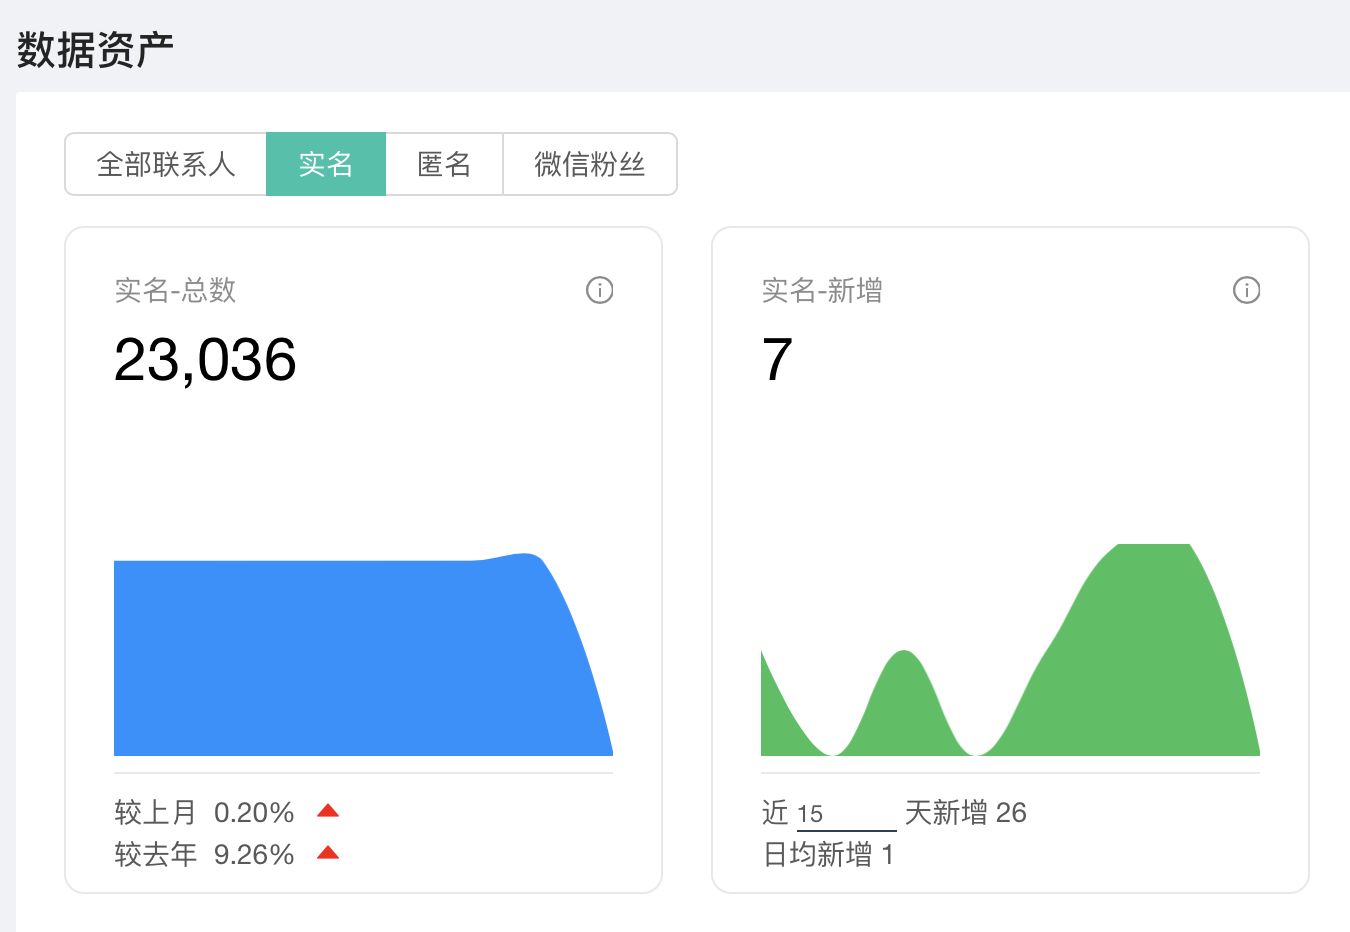 数据资产
全部联系人 实名 匿名 微信粉丝
实名-总数
23,036
较上月 0.20%
较去年 9.26%
实名-新增
7
近 15 天新增 26
日均新增 1